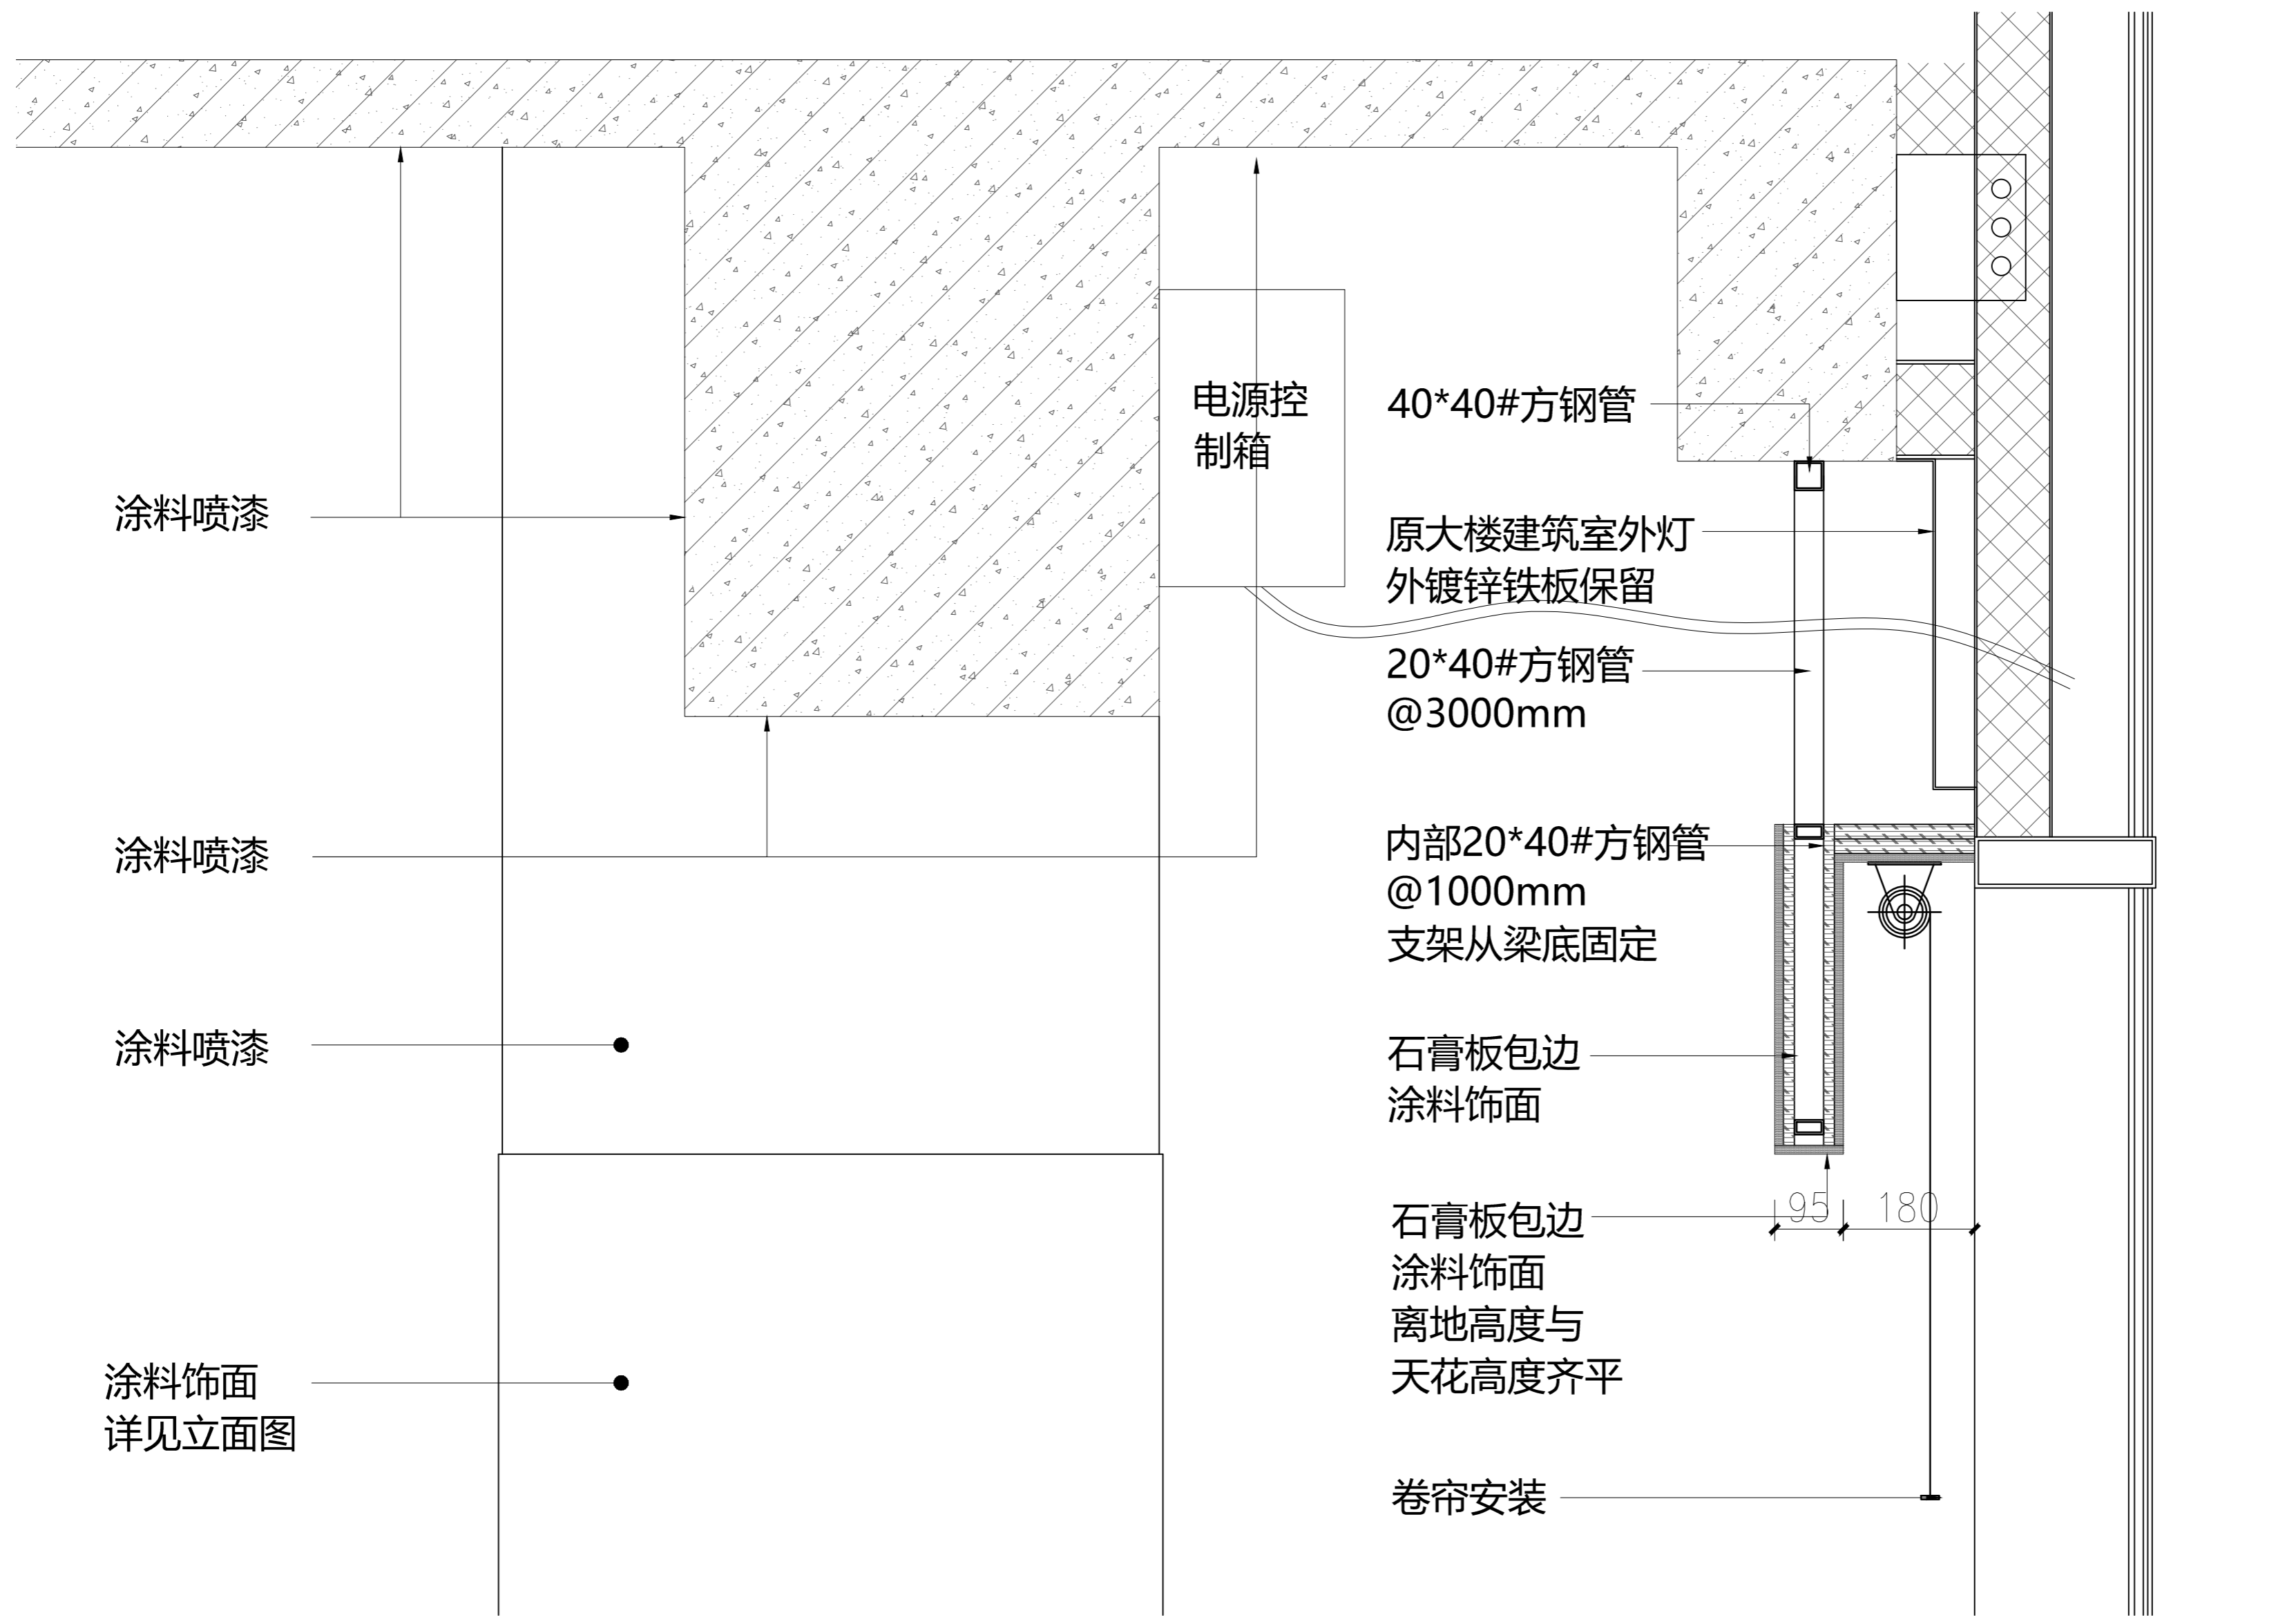 电源控
制箱
40*40#方钢管
涂料喷漆
原大楼建筑室外灯
外镀锌铁板保留
20*40#方钢管
@3000mm
涂料喷漆
内部20*40#方钢管
@1000mm
支架从梁底固定
涂料喷漆
石膏板包边
涂料饰面
95
180
石膏板包边
涂料饰面
离地高度与
天花高度齐平
涂料饰面
详见立面图
卷帘安装